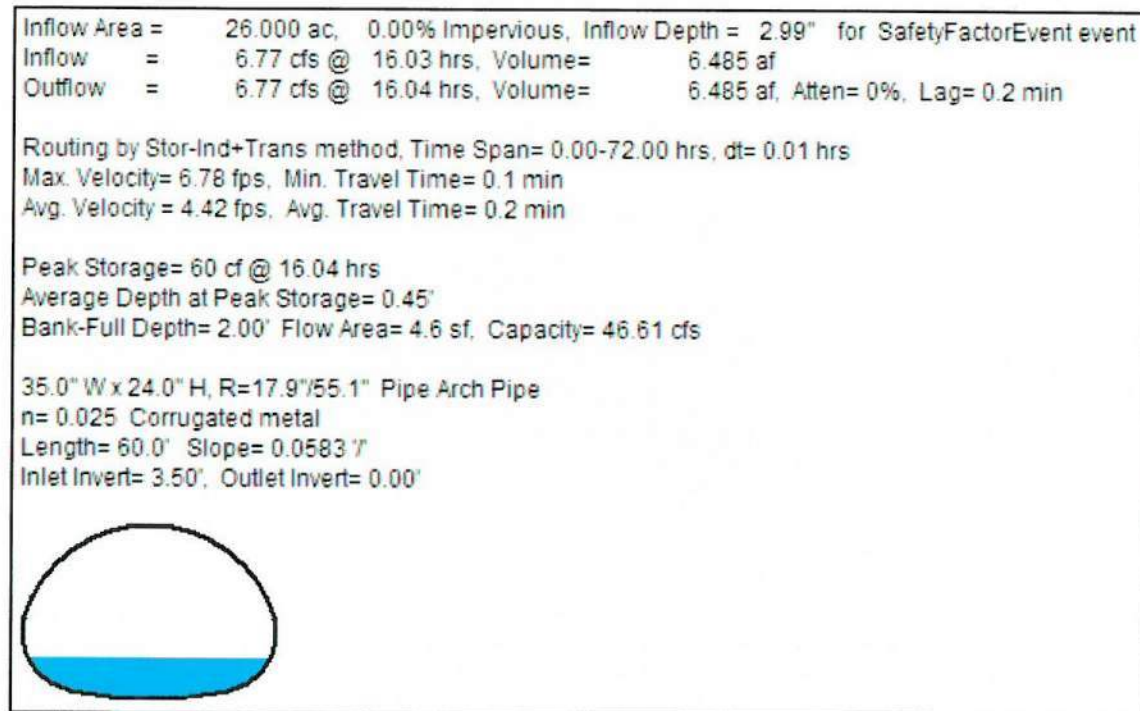 Inflow Area = 26.000 ac, 0.00% Impervious, Inflow Depth = 2.99" for SafetyFactorEvent event
Inflow = 6.77 cfs @ 16.03 hrs, Volume= 6.485 af
Outflow = 6.77 cfs @ 16.04 hrs, Volume= 6.485 af, Atten= 0%, Lag= 0.2 min
Routing by Stor-Ind+Trans method, Time Span= 0.00-72.00 hrs, dt= 0.01 hrs
Max. Velocity= 6.78 fps, Min. Travel Time= 0.1 min
Avg. Velocity = 4.42 fps, Avg. Travel Time= 0.2 min
Peak Storage= 60 cf @ 16.04 hrs
Average Depth at Peak Storage= 0.45'
Bank-Full Depth= 2.00' Flow Area= 4.6 sf, Capacity= 46.61 cfs
35.0" W x 24.0" H, R=17.9"/55.1" Pipe Arch Pipe
n= 0.025 Corrugated metal
Length= 60.0' Slope= 0.0583 '/'
Inlet Invert= 3.50', Outlet Invert= 0.00'